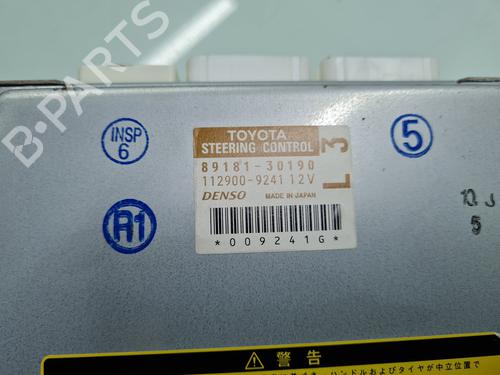 B-PARTS
INSP
6
TOYOTA
STEERING CONTROL
89181-30190
112900-9241 12V
DENSO MADE IN JAPAN
L3
*009241G*
5
R1
10 J
5
警告
ハンドルおよびタイヤが中立位置で